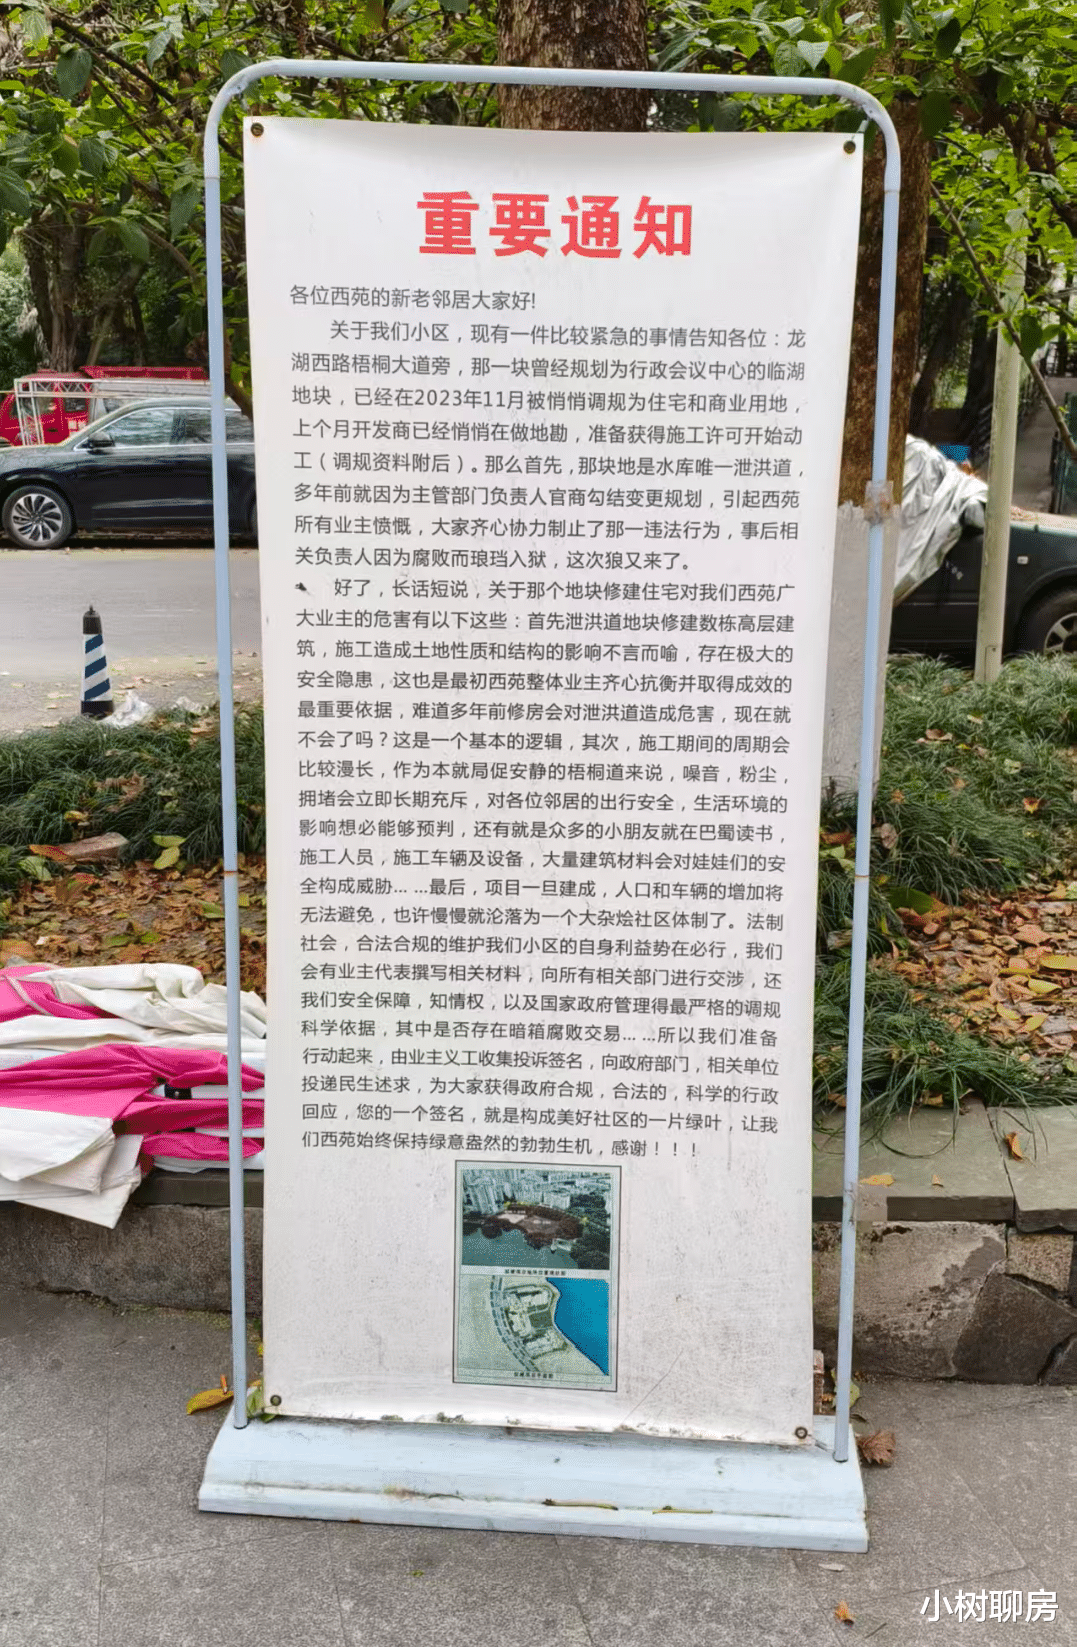 重要通知
各位西苑的新老邻居大家好！
关于我们小区，现有一件比较紧急的事情告知各位：龙
湖西路梧桐大道旁，那一块曾经规划为行政会议中心的临湖
地块，已经在2023年11月被悄悄调规为住宅和商业用地，
上个月开发商已经悄悄在做地勘，准备获得施工许可开始动
工（调规资料附后）。那么首先，那块地是水库唯一泄洪道，
多年前就因为主管部门负责人官商勾结变更规划，引起西苑
所有业主愤慨，大家齐心协力制止了那一违法行为，事后相
关负责人因为腐败而琅珰入狱，这次狼又来了。
好了，长话短说，关于那个地块修建住宅对我们西苑广
大业主的危害有以下这些：首先泄洪道地块修建数栋高层建
筑，施工造成土地性质和结构的影响不言而喻，存在极大的
安全隐患，这也是最初西苑整体业主齐心抗衡并取得成效的
最重要依据，难道多年前修房会对泄洪道造成危害，现在就
不会了吗？这是一个基本的逻辑，其次，施工期间的周期会
比较漫长，作为本就局促安静的梧桐道来说，噪音，粉尘，
拥堵会立即长期充斥，对各位邻居的出行安全，生活环境的
影响想必能够预判，还有就是众多的小朋友就在巴蜀读书，
施工人员，施工车辆及设备，大量建筑材料会对娃娃们的安
全构成威胁... ...最后，项目一旦建成，人口和车辆的增加将
无法避免，也许慢慢就沦落为一个大杂烩社区体制了。法制
社会，合法合规的维护我们小区的自身利益势在必行，我们
会有业主代表撰写相关材料，向所有相关部门进行交涉，还
我们安全保障，知情权，以及国家政府管理得最严格的调规
科学依据，其中是否存在暗箱腐败交易... ...所以我们准备
行动起来，由业主义工收集投诉签名，向政府部门，相关单位
投递民生述求，为大家获得政府合规，合法的，科学的行政
回应，您的一个签名，就是构成美好社区的一片绿叶，让我
们西苑始终保持绿意盎然的勃勃生机，感谢！！！
小树聊房